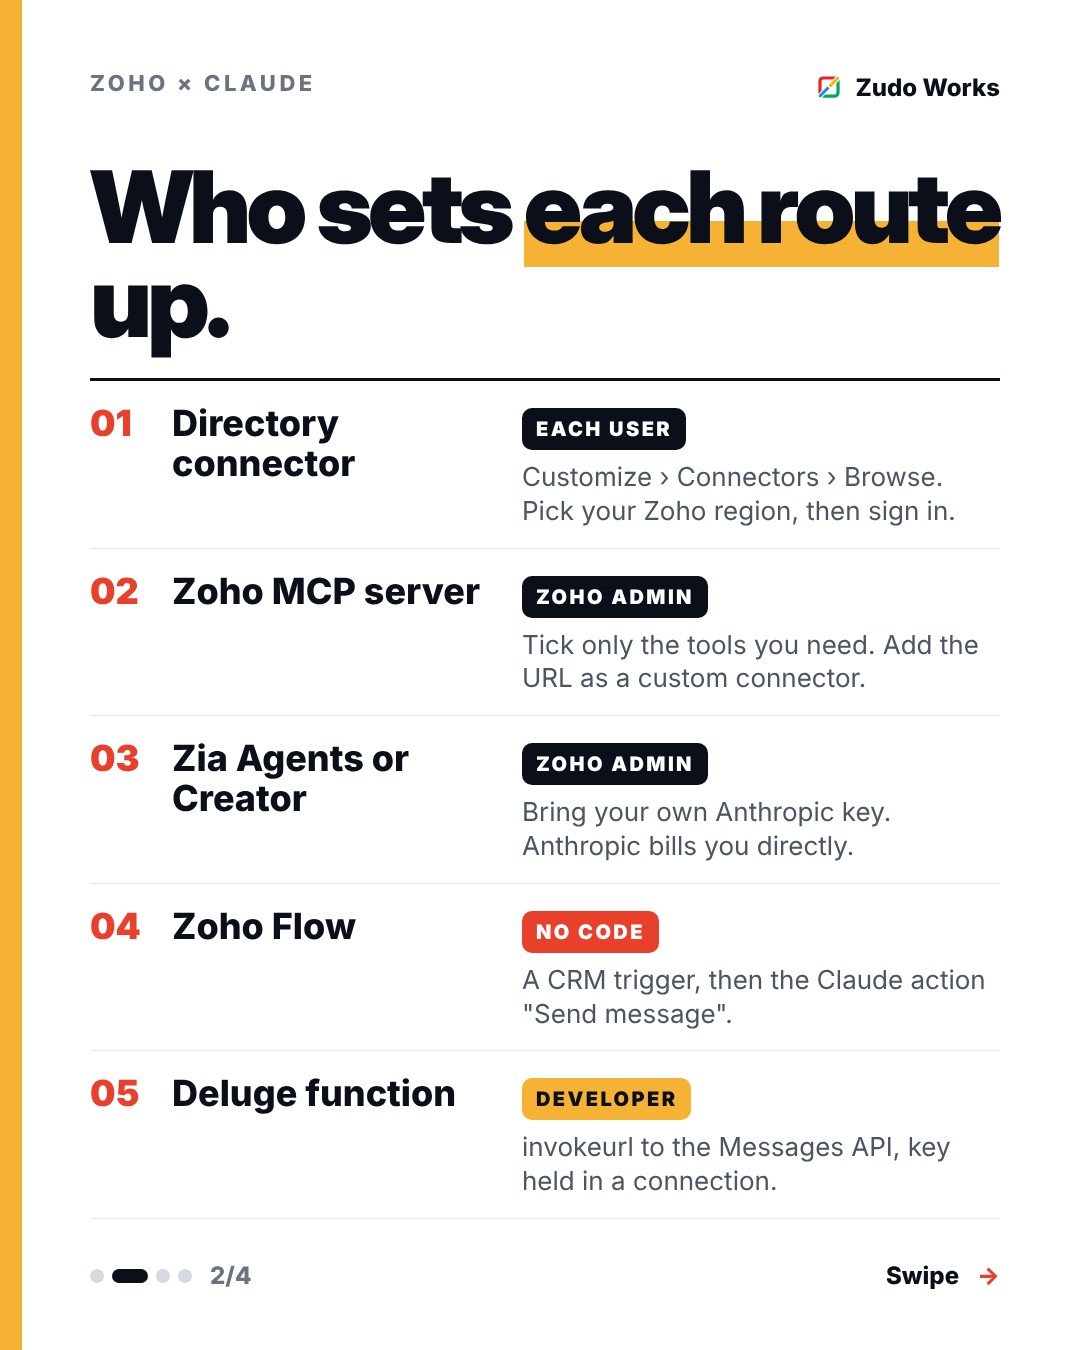 ZOHO × CLAUDE
Zudo Works
Who sets each route
up.
01
Directory
connector
EACH USER
Customize › Connectors › Browse.
Pick your Zoho region, then sign in.
02
Zoho MCP server
ZOHO ADMIN
Tick only the tools you need. Add the
URL as a custom connector.
03
Zia Agents or
Creator
ZOHO ADMIN
Bring your own Anthropic key.
Anthropic bills you directly.
04
Zoho Flow
NO CODE
A CRM trigger, then the Claude action
"Send message".
05
Deluge function
DEVELOPER
invokeurl to the Messages API, key
held in a connection.
2/4
Swipe →